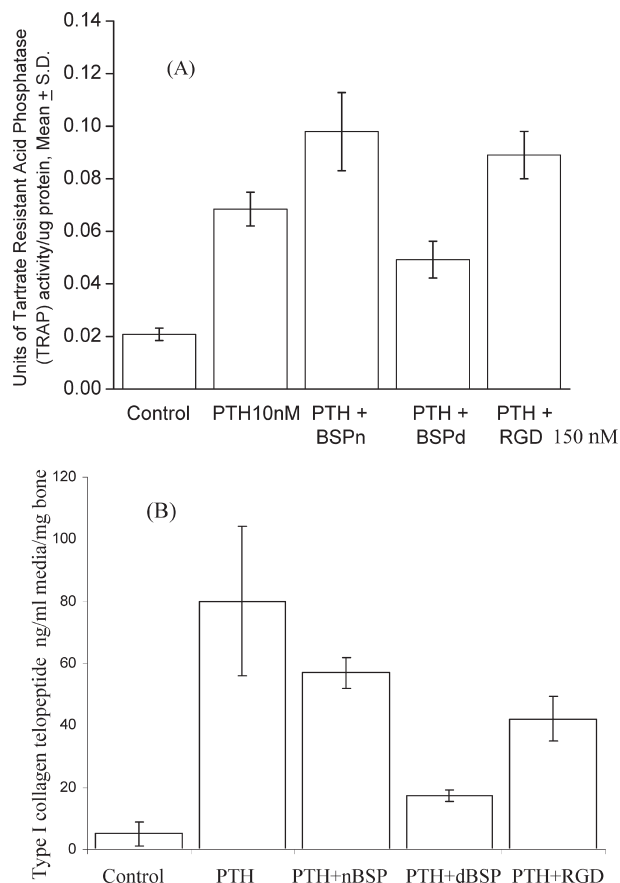 Units of Tartrate Resistant Acid Phosphatase
(TRAP) activity/ug protein, Mean ± S.D.
(A)
0.14
0.12
0.10
0.08
0.06
0.04
0.02
0.00
Control PTH10nM PTH + PTH + PTH +
BSPn BSPd RGD 150 nM
Type I collagen telopeptide ng/ml media/mg bone
(B)
120
100
80
60
40
20
0
Control PTH PTH+nBSP PTH+dBSP PTH+RGD